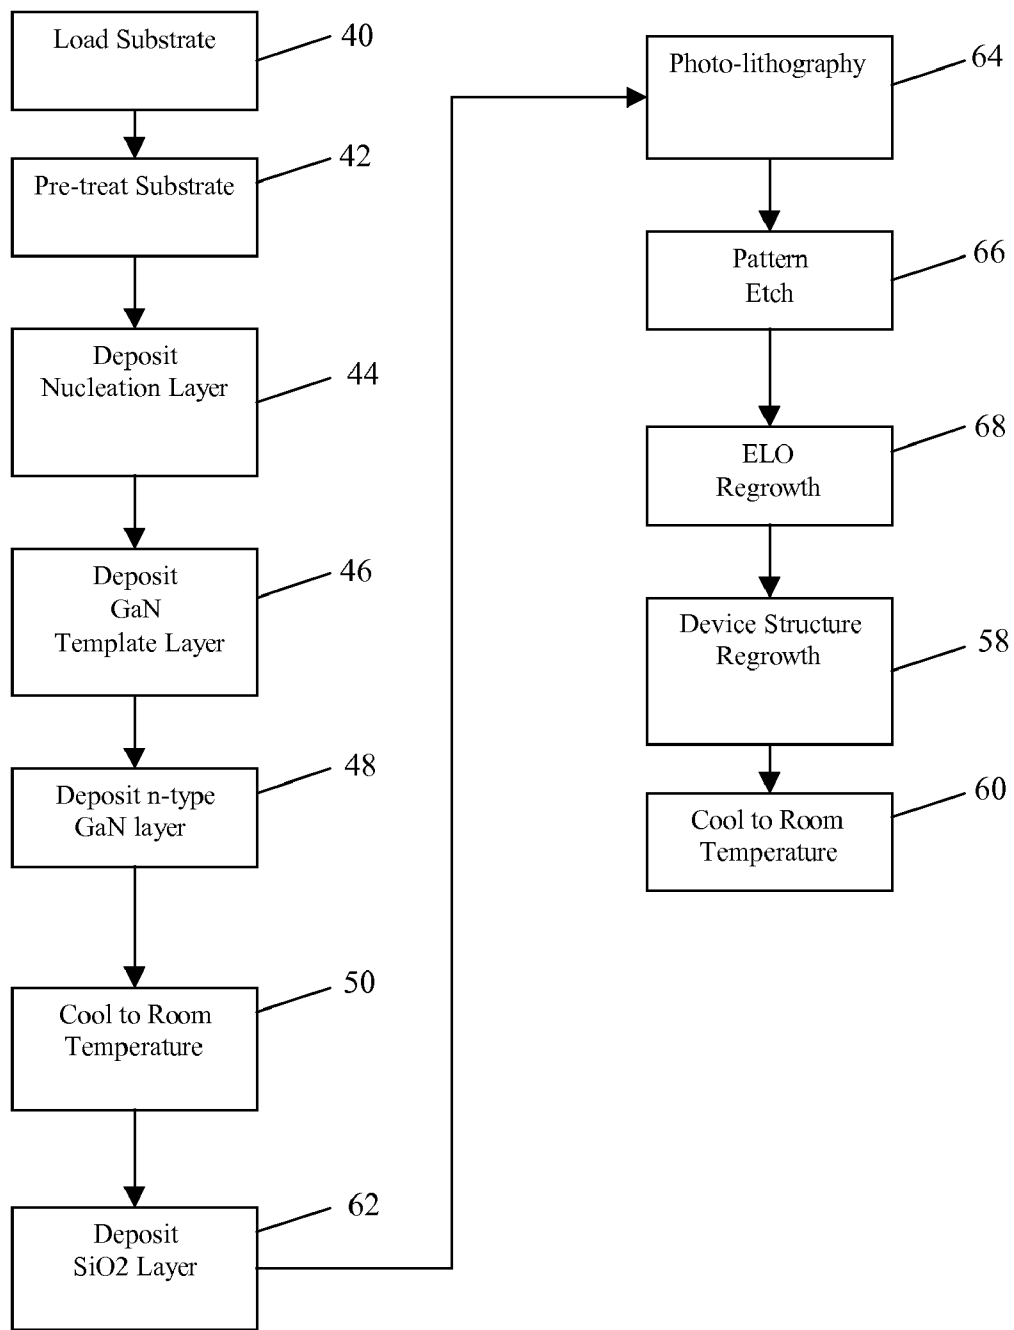 Load Substrate
40
Pre-treat Substrate
42
Deposit
Nucleation Layer
44
Deposit
GaN
Template Layer
46
Deposit n-type
GaN layer
48
Cool to Room
Temperature
50
Deposit
SiO2 Layer
62
Photo-lithography
64
Pattern
Etch
66
ELO
Regrowth
68
Device Structure
Regrowth
58
Cool to Room
Temperature
60